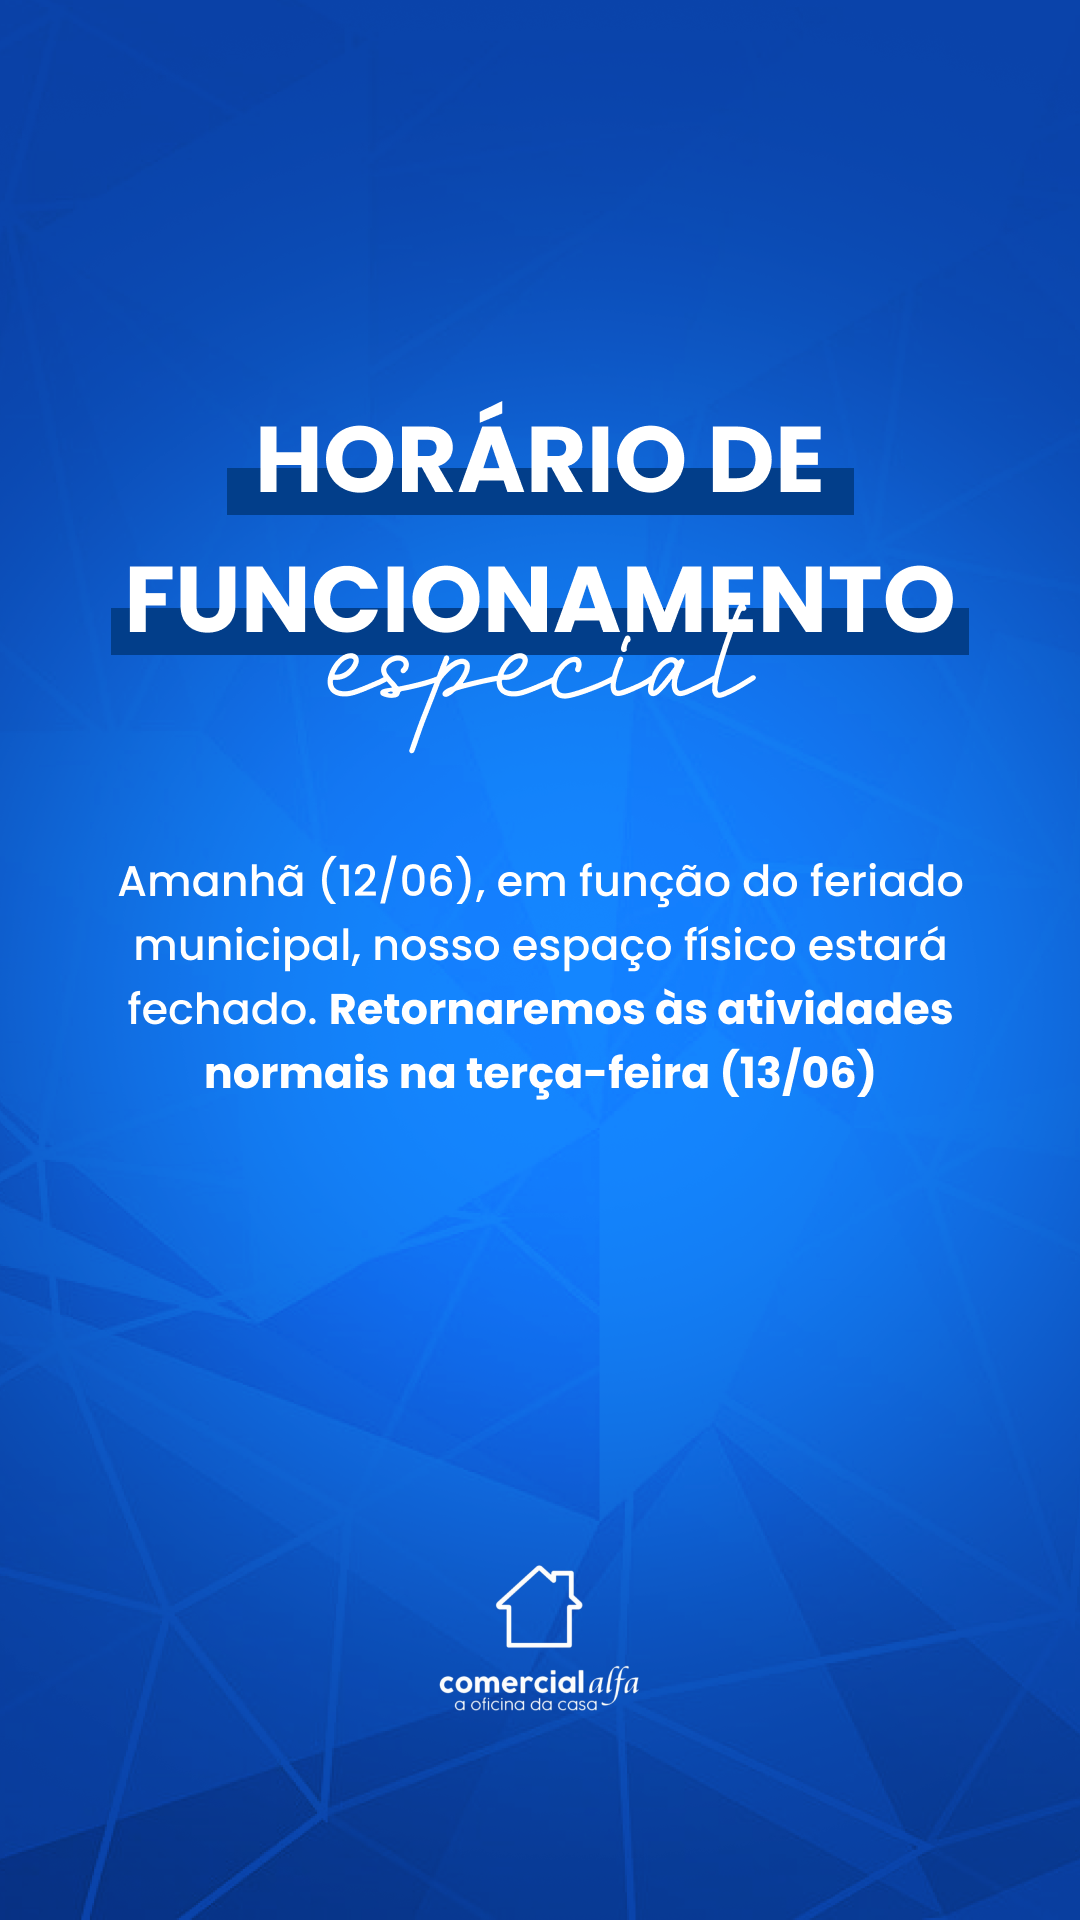 HORÁRIO DE
FUNCIONAMENTO
especial
Amanhã (12/06), em função do feriado
municipal, nosso espaço físico estará
fechado. Retornaremos às atividades
normais na terça-feira (13/06)
comercial alfa
a oficina da casa